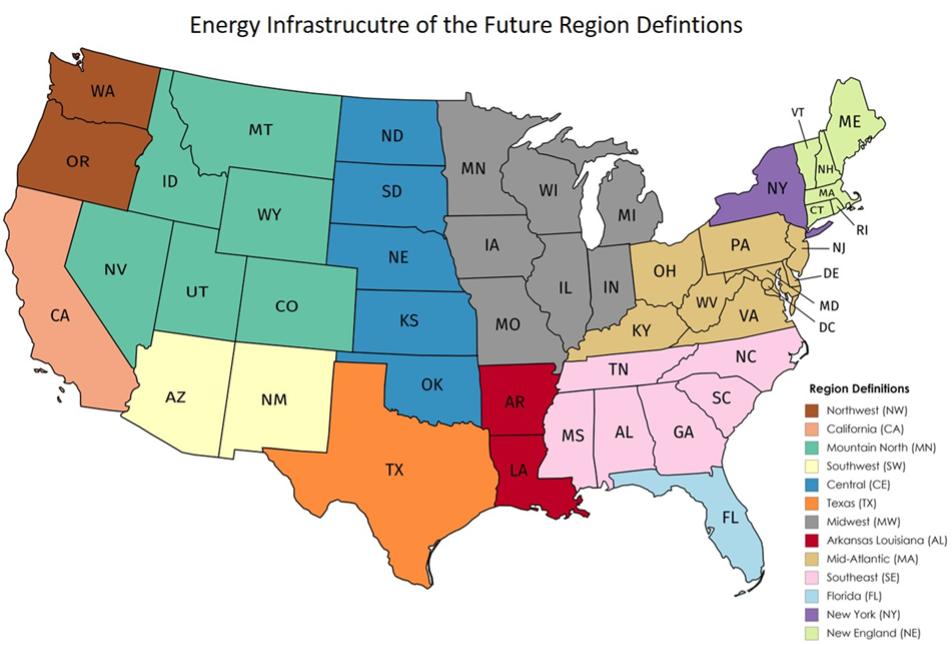 Energy Infrastrucutre of the Future Region Defintions
WA
OR
CA
ID
NV
MT
WY
UT
CO
AZ
NM
ND
SD
NE
KS
OK
TX
MN
IA
MO
WI
IL
IN
MI
AR
LA
OH
KY
WV
VA
PA
NJ
DE
MD
DC
TN
NC
SC
MS
AL
GA
FL
NY
VT
NH
ME
MA
CT
RI
Region Definitions
Northwest (NW)
California (CA)
Mountain North (MN)
Southwest (SW)
Central (CE)
Texas (TX)
Midwest (MW)
Arkansas Louisiana (AL)
Mid-Atlantic (MA)
Southeast (SE)
Florida (FL)
New York (NY)
New England (NE)